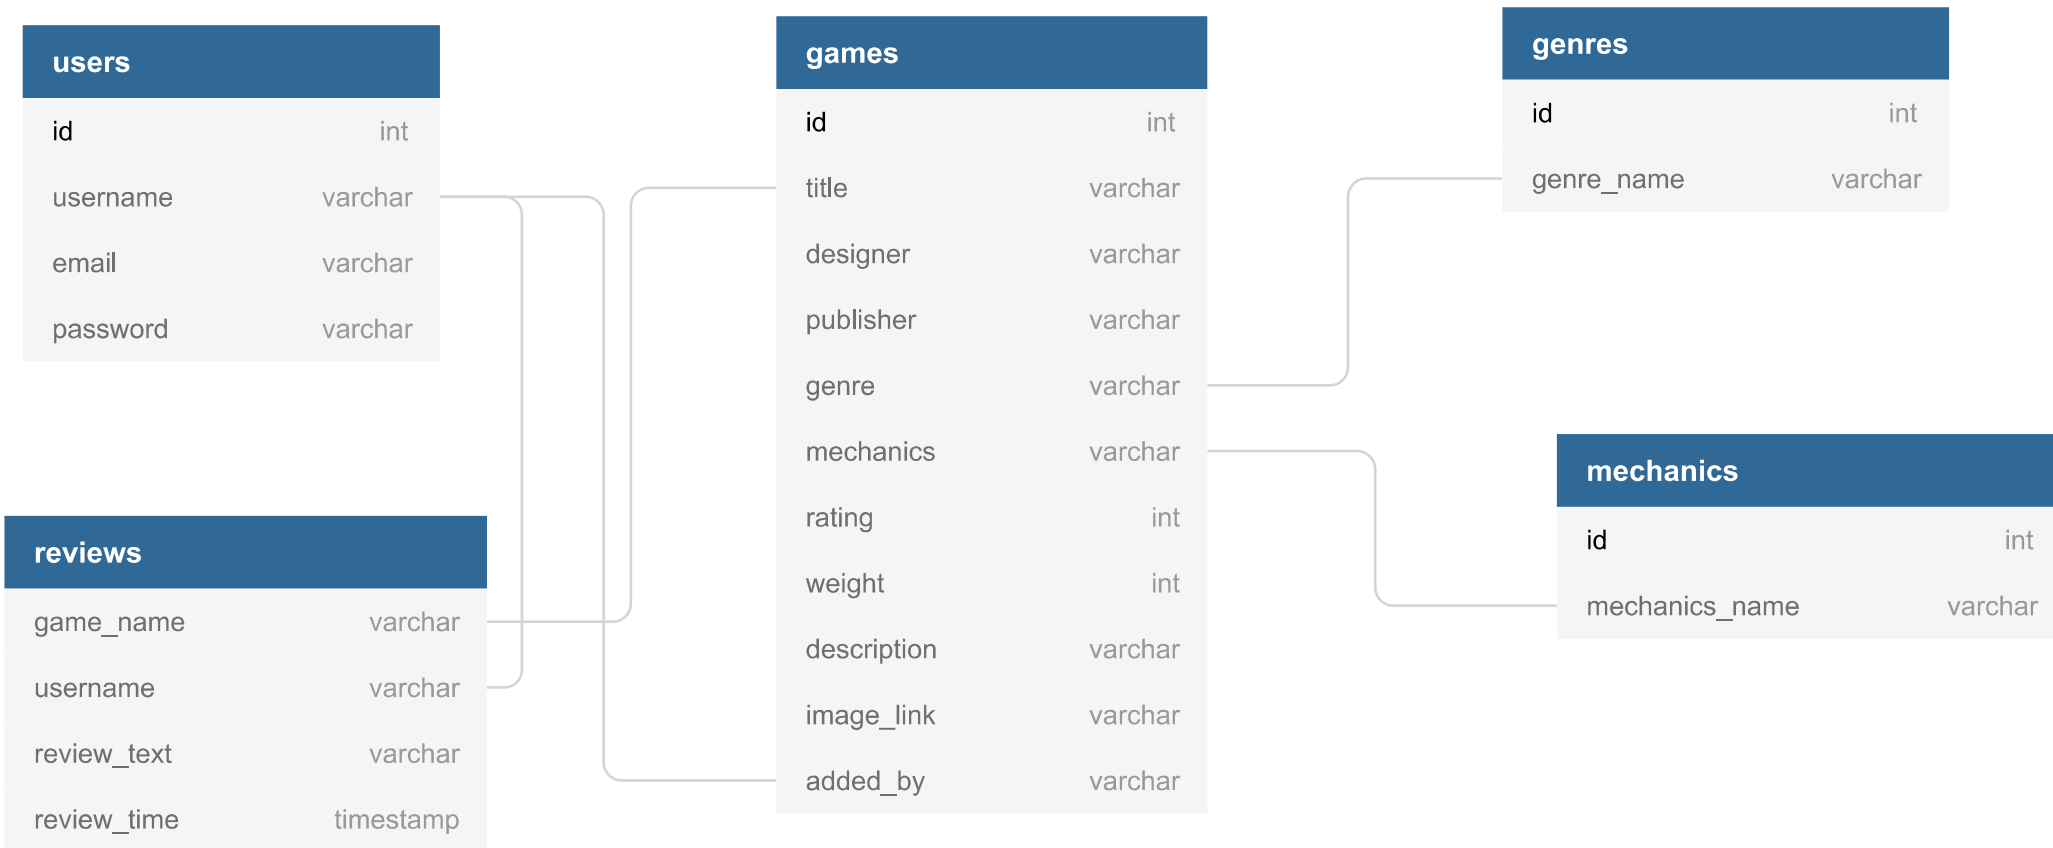 users
id int
username varchar
email varchar
password varchar
reviews
game_name varchar
username varchar
review_text varchar
review_time timestamp
games
id int
title varchar
designer varchar
publisher varchar
genre varchar
mechanics varchar
rating int
weight int
description varchar
image_link varchar
added_by varchar
genres
id int
genre_name varchar
mechanics
id int
mechanics_name varchar